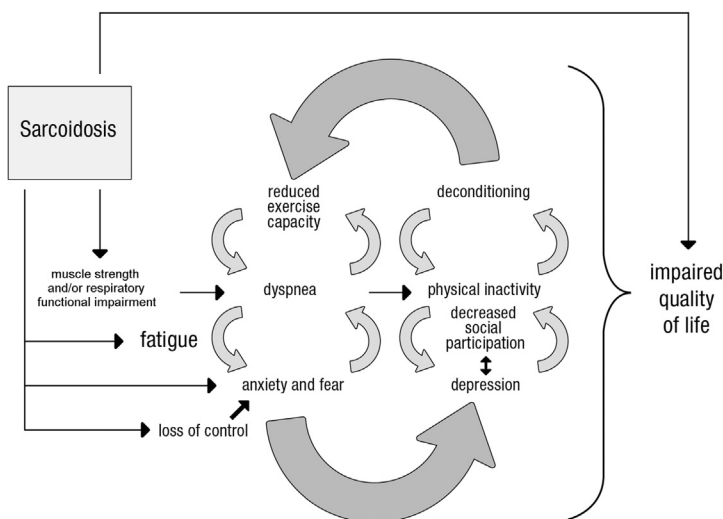 Sarcoidosis
reduced
exercise
capacity
deconditioning
muscle strength
and/or respiratory
functional impairment
dyspnea
physical inactivity
impaired
quality
of life
fatigue
decreased
social
participation
anxiety and fear
depression
loss of control